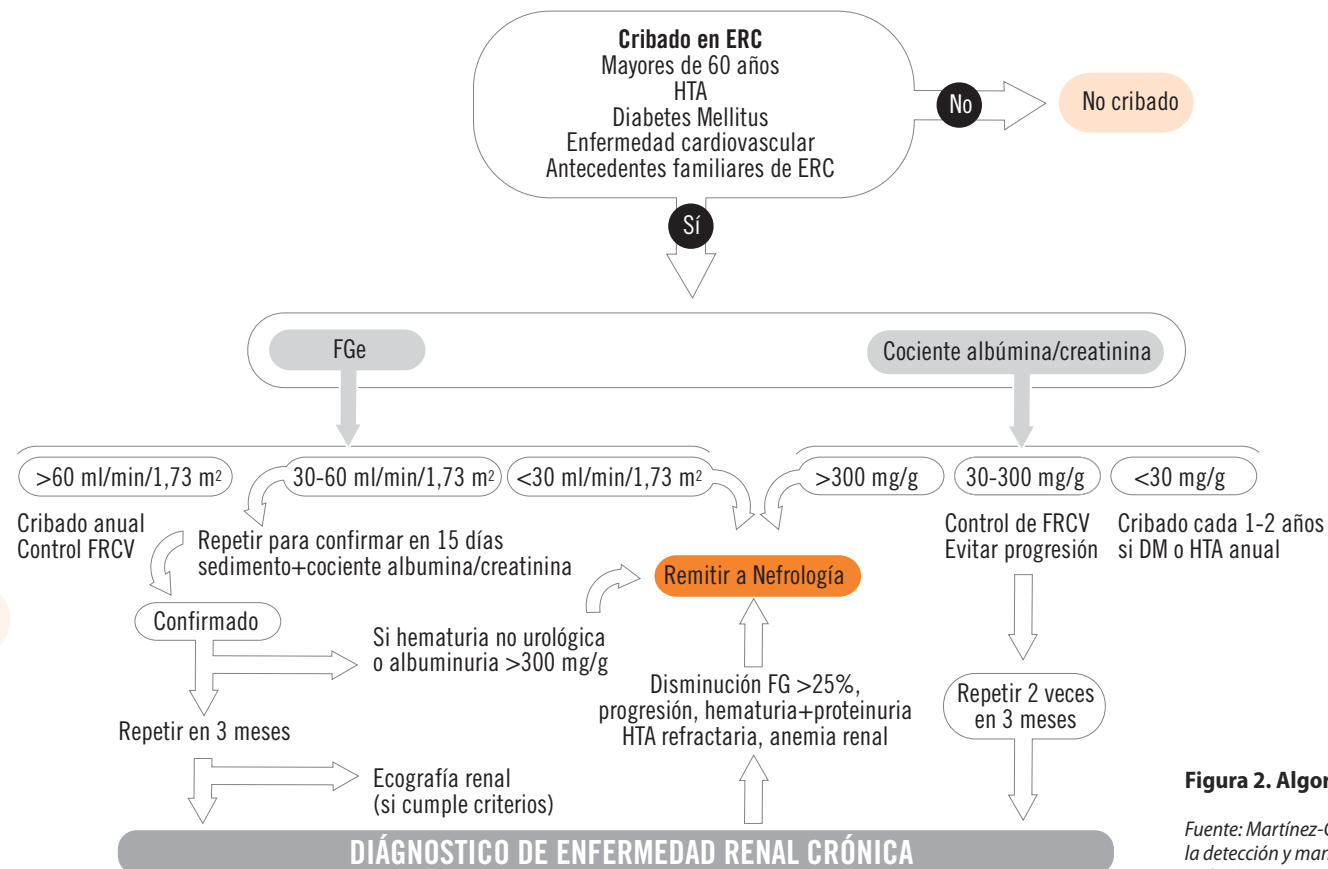 Cribado en ERC
Mayores de 60 años
HTA
Diabetes Mellitus
Enfermedad cardiovascular
Antecedentes familiares de ERC
No
No cribado
Sí
FGe
Cociente albúmina/creatinina
>60 ml/min/1,73 m²
30-60 ml/min/1,73 m²
<30 ml/min/1,73 m²
>300 mg/g
30-300 mg/g
<30 mg/g
Cribado anual
Control FRCV
Repetir para confirmar en 15 días
sedimento+cociente albumina/creatinina
Control de FRCV
Evitar progresión
Cribado cada 1-2 años
si DM o HTA anual
Remitir a Nefrología
Confirmado
Si hematuria no urológica
o albuminuria >300 mg/g
Disminución FG >25%,
progresión, hematuria+proteinuria
HTA refractaria, anemia renal
Repetir 2 veces
en 3 meses
Repetir en 3 meses
Ecografía renal
(si cumple criterios)
DIÁGNOSTICO DE ENFERMEDAD RENAL CRÓNICA
Figura 2.
Fuente:
la detección y